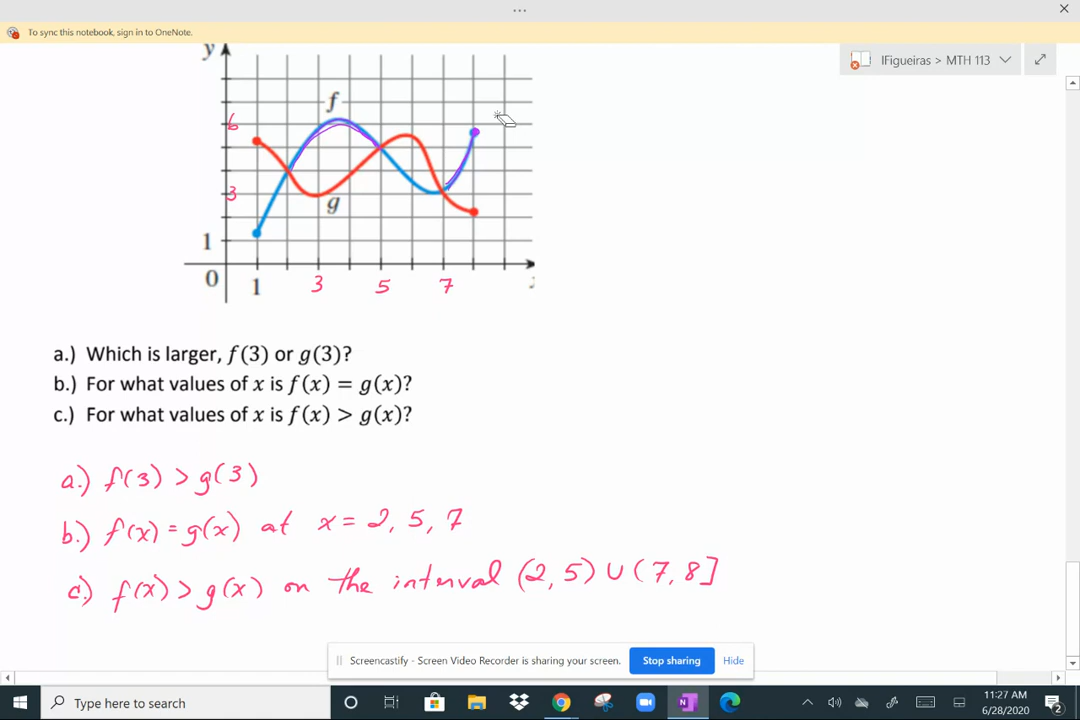 ...
To sync this notebook, sign in to OneNote.
IFigueiras > MTH 113
y
f
6
3
g
1
0 1 3 5 7
a.) Which is larger, f(3) or g(3)?
b.) For what values of x is f(x) = g(x)?
c.) For what values of x is f(x) > g(x)?
a.) f(3) > g(3)
b.) f(x) = g(x) at x = 2, 5, 7
c.) f(x) > g(x) on the interval (2, 5) ∪ (7, 8]
Screencastify - Screen Video Recorder is sharing your screen. Stop sharing Hide
Type here to search
11:27 AM
6/28/2020
2